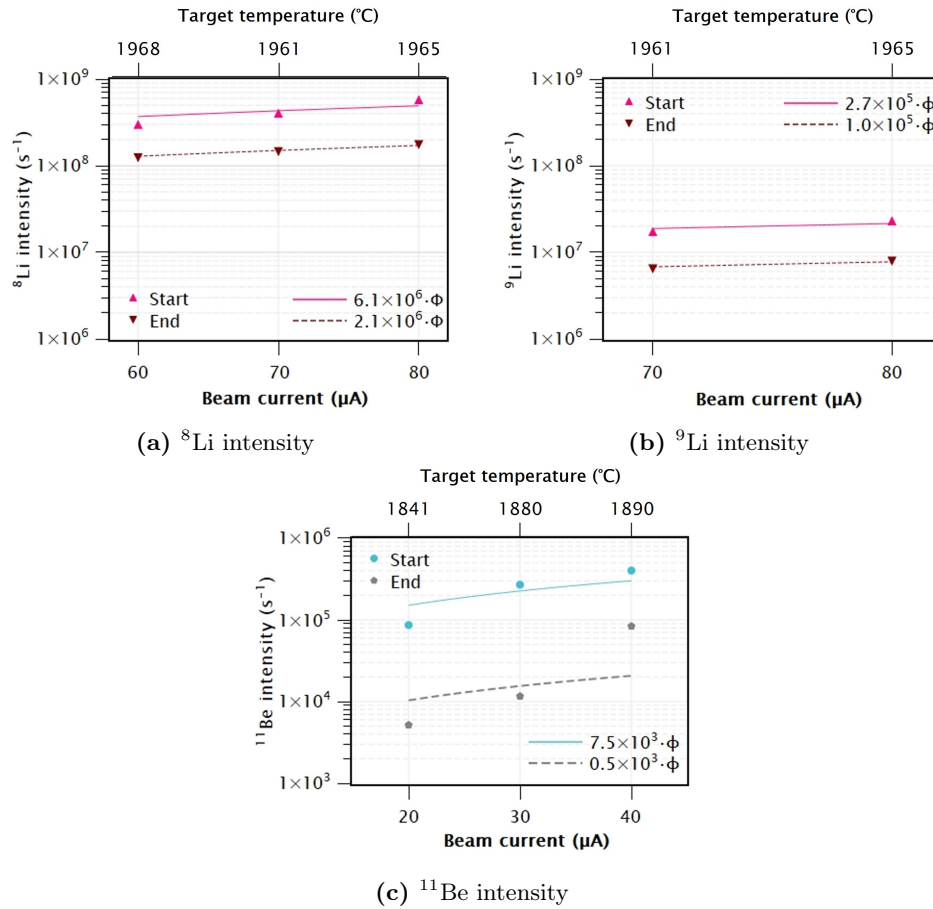 Target temperature (°C)
1968 1961 1965
1×10⁹
1×10⁸
1×10⁷
1×10⁶
⁸Li intensity (s⁻¹)
Start 6.1×10⁶·Φ
End 2.1×10⁶·Φ
60 70 80
Beam current (μA)
(a) ⁸Li intensity
Target temperature (°C)
1961 1965
1×10⁹
1×10⁸
1×10⁷
1×10⁶
⁹Li intensity (s⁻¹)
Start 2.7×10⁵·Φ
End 1.0×10⁵·Φ
70 80
Beam current (μA)
(b) ⁹Li intensity
Target temperature (°C)
1841 1880 1890
1×10⁶
1×10⁵
1×10⁴
1×10³
¹¹Be intensity (s⁻¹)
Start
End
7.5×10³·ϕ
0.5×10³·ϕ
20 30 40
Beam current (μA)
(c) ¹¹Be intensity